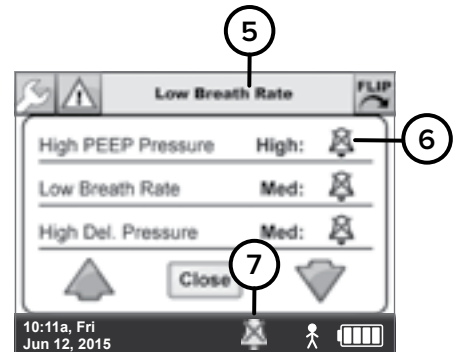 5
Low Breath Rate
FLIP
High PEEP Pressure High:
6
Low Breath Rate Med:
High Del. Pressure Med:
7
Close
10:11a, Fri
Jun 12, 2015